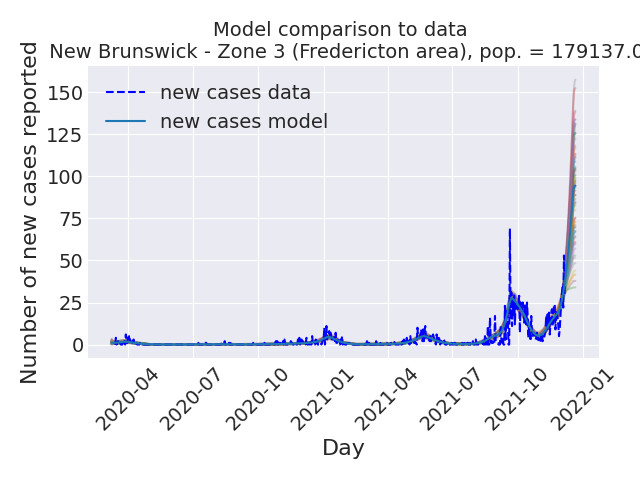 Model comparison to data
New Brunswick - Zone 3 (Fredericton area), pop. = 179137.0
Number of new cases reported
new cases data
new cases model
150
125
100
75
50
25
0
2020-04
2020-07
2020-10
2021-01
2021-04
2021-07
2021-10
2022-01
Day